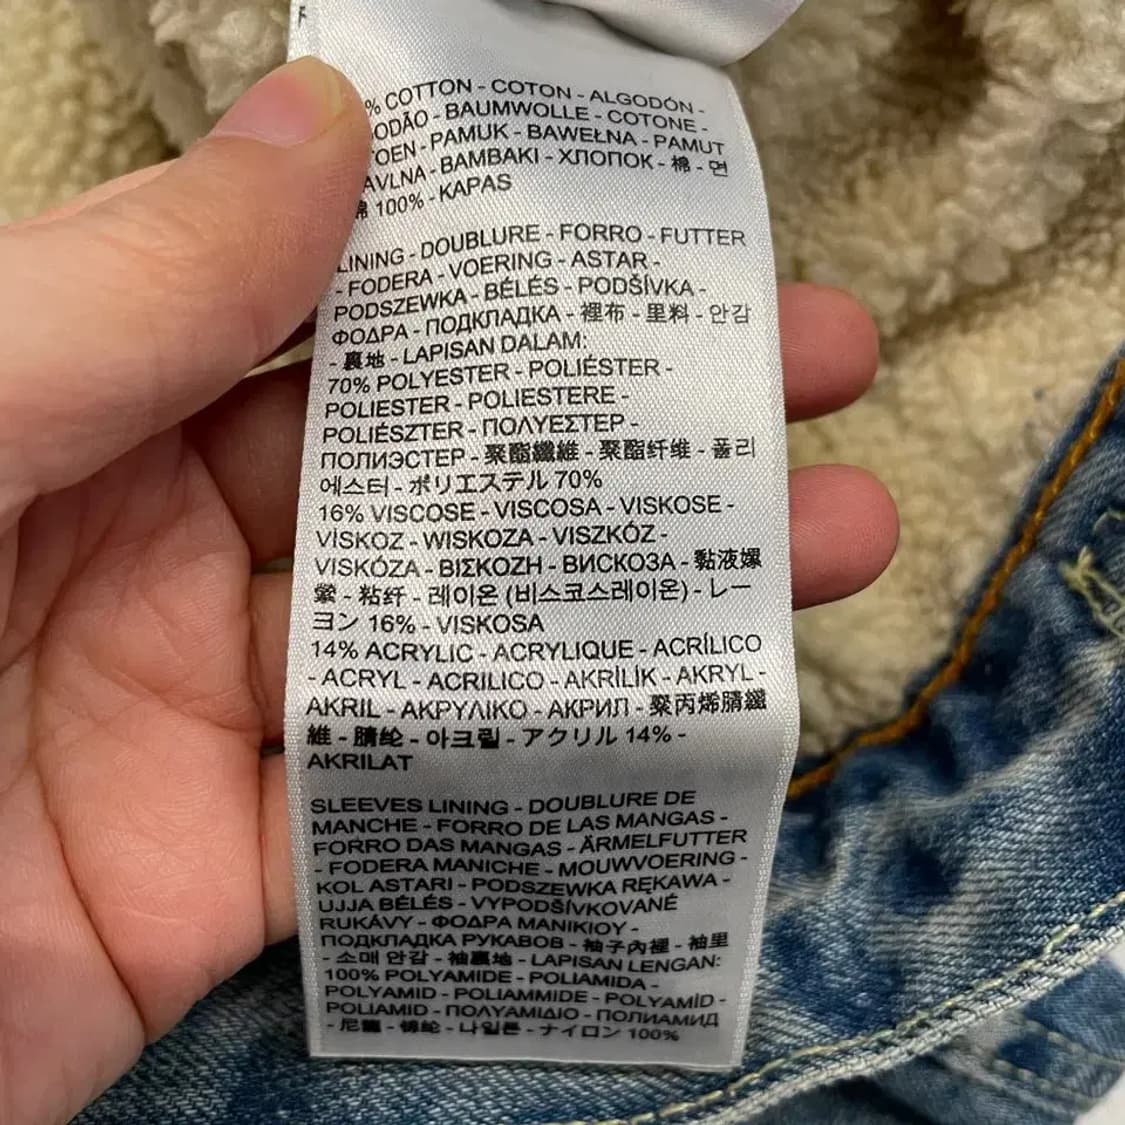 F
% COTTON - COTON - ALGODÓN -
ODÃO - BAUMWOLLE - COTONE -
TOEN - PAMUK - BAWEŁNA - PAMUT
AVLNA - BAMBAKI - ХЛОПОК - 棉 - 면
棉 100% - KAPAS
LINING - DOUBLURE - FORRO - FUTTER
- FODERA - VOERING - ASTAR -
PODSZEWKA - BÉLÉS - PODŠÍVKA -
ΦΟΔΡΑ - ПОДКЛАДКА - 裡布 - 里料 - 안감
- 裏地 - LAPISAN DALAM:
70% POLYESTER - POLIÉSTER -
POLIESTER - POLIESTERE -
POLIÉSZTER - ΠΟΛΥΕΣΤΕΡ -
ПОЛИЭСТЕР - 聚酯纖維 - 聚酯纤维 - 폴리
에스터 - ポリエステル 70%
16% VISCOSE - VISCOSA - VISKOSE -
VİSKOZ - WISKOZA - VISZKÓZ -
VISKÓZA - ΒΙΣΚΟΖΗ - ВИСКОЗА - 黏液嫘
縈 - 粘纤 - 레이온 (비스코스레이온) - レー
ヨン 16% - VISKOSA
14% ACRYLIC - ACRYLIQUE - ACRÍLICO
- ACRYL - ACRILICO - AKRİLİK - AKRYL -
AKRIL - ΑΚΡΥΛΙΚΟ - АКРИЛ - 聚丙烯腈纖
維 - 腈纶 - 아크릴 - アクリル 14% -
AKRILAT
SLEEVES LINING - DOUBLURE DE
MANCHE - FORRO DE LAS MANGAS -
FORRO DAS MANGAS - ÄRMELFUTTER
- FODERA MANICHE - MOUWVOERING -
KOL ASTARI - PODSZEWKA RĘKAWA -
UJJA BÉLÉS - VYPODŠÍVKOVANÉ
RUKÁVY - ΦΟΔΡΑ ΜΑΝΙΚΙΟΥ -
ПОДКЛАДКА РУКАВОВ - 袖子內裡 - 袖里
- 소매 안감 - 袖裏地 - LAPISAN LENGAN:
100% POLYAMIDE - POLIAMIDA -
POLYAMID - POLIAMMIDE - POLYAMİD -
POLIAMID - ΠΟΛΥΑΜΙΔΙΟ - ПОЛИАМИД
- 尼龍 - 锦纶 - 나일론 - ナイロン 100%